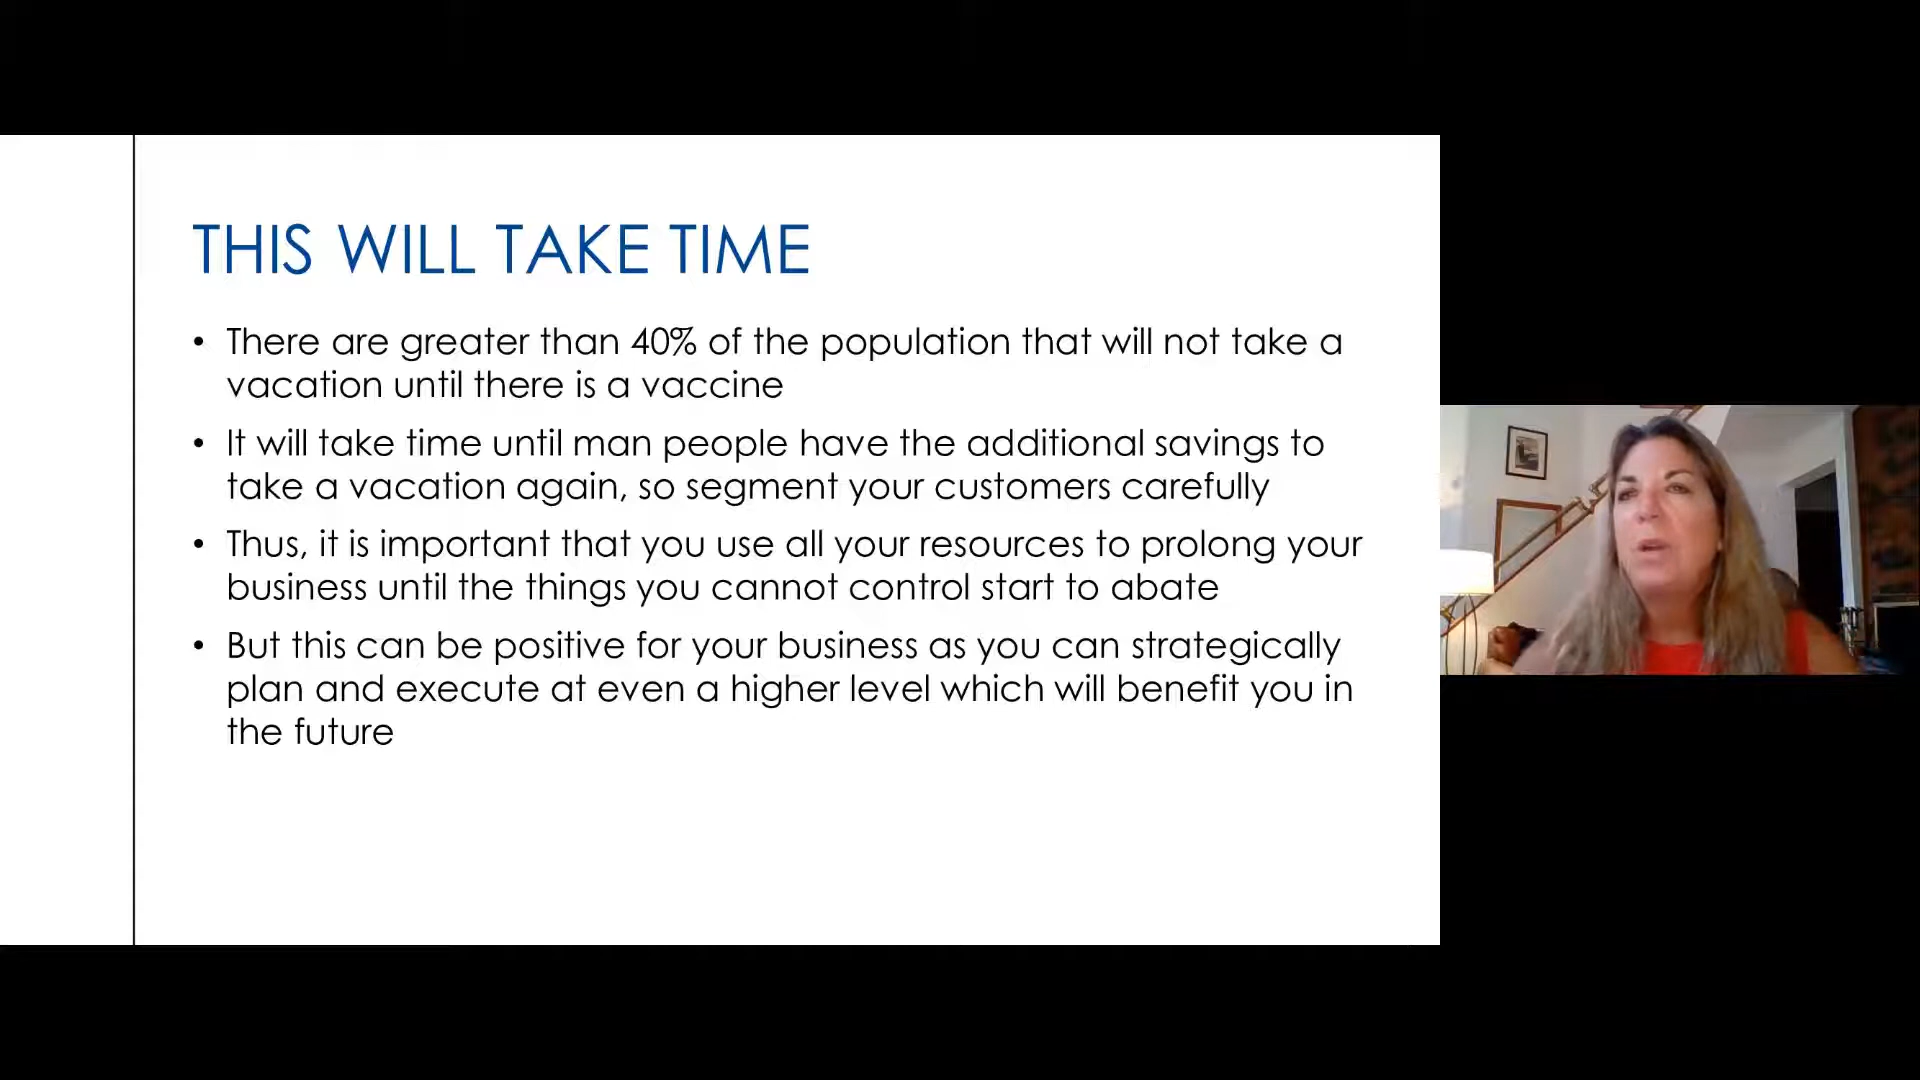 THIS WILL TAKE TIME
• There are greater than 40% of the population that will not take a
vacation until there is a vaccine
• It will take time until man people have the additional savings to
take a vacation again, so segment your customers carefully
• Thus, it is important that you use all your resources to prolong your
business until the things you cannot control start to abate
• But this can be positive for your business as you can strategically
plan and execute at even a higher level which will benefit you in
the future